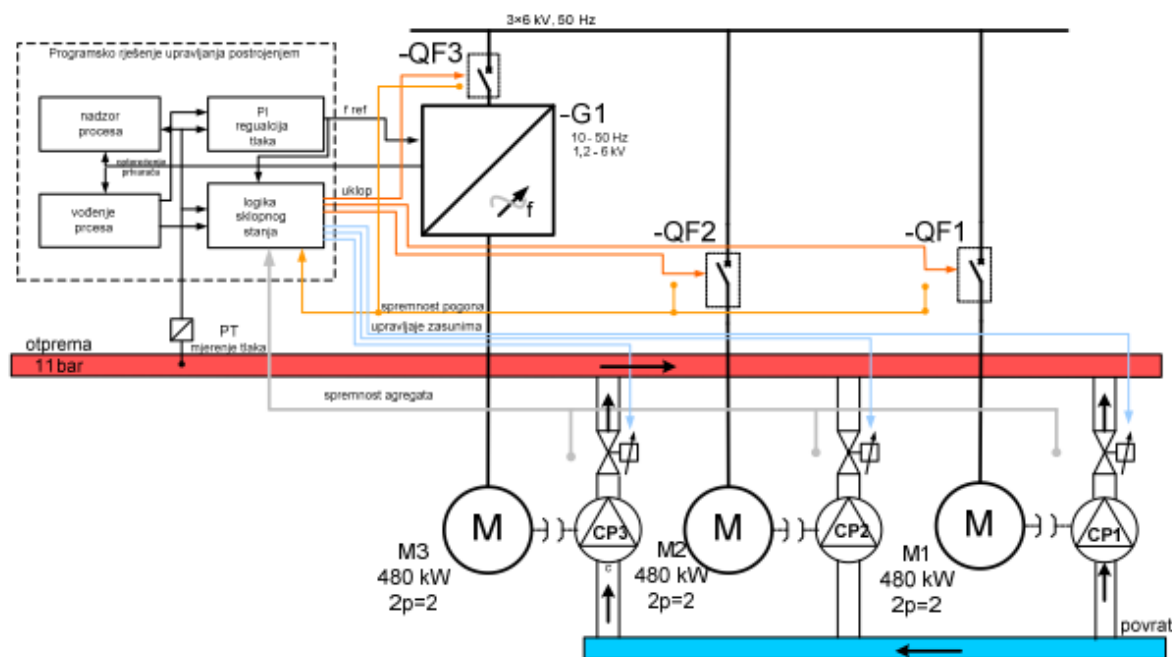 3×6 kV, 50 Hz
Programsko rješenje upravljanja postrojenjem
-QF3
nadzor
procesa
PI
regualcija
tlaka
f ref
-G1
10 - 50 Hz
1,2 - 6 kV
vođenje
prcesa
logika
sklopnog
stanja
uklop
f
-QF2
-QF1
spremnost pogona
upravljaje zasunima
PT
mjerenje tlaka
otprema
11bar
spremnost agregata
M
CP3
M
CP2
M
CP1
M3
480 kW
2p=2
c
M2
480 kW
2p=2
M1
480 kW
2p=2
povrat